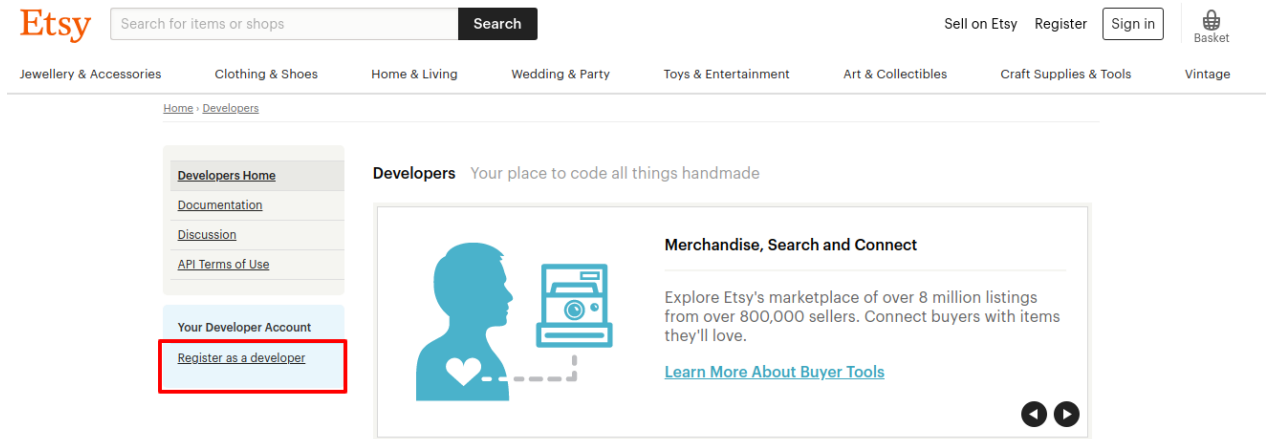 Etsy
Search for items or shops
Search
Sell on Etsy
Register
Sign in
Basket
Jewellery & Accessories
Clothing & Shoes
Home & Living
Wedding & Party
Toys & Entertainment
Art & Collectibles
Craft Supplies & Tools
Vintage
Home › Developers
Developers Home
Documentation
Discussion
API Terms of Use
Your Developer Account
Register as a developer
Developers Your place to code all things handmade
Merchandise, Search and Connect
Explore Etsy's marketplace of over 8 million listings
from over 800,000 sellers. Connect buyers with items
they'll love.
Learn More About Buyer Tools